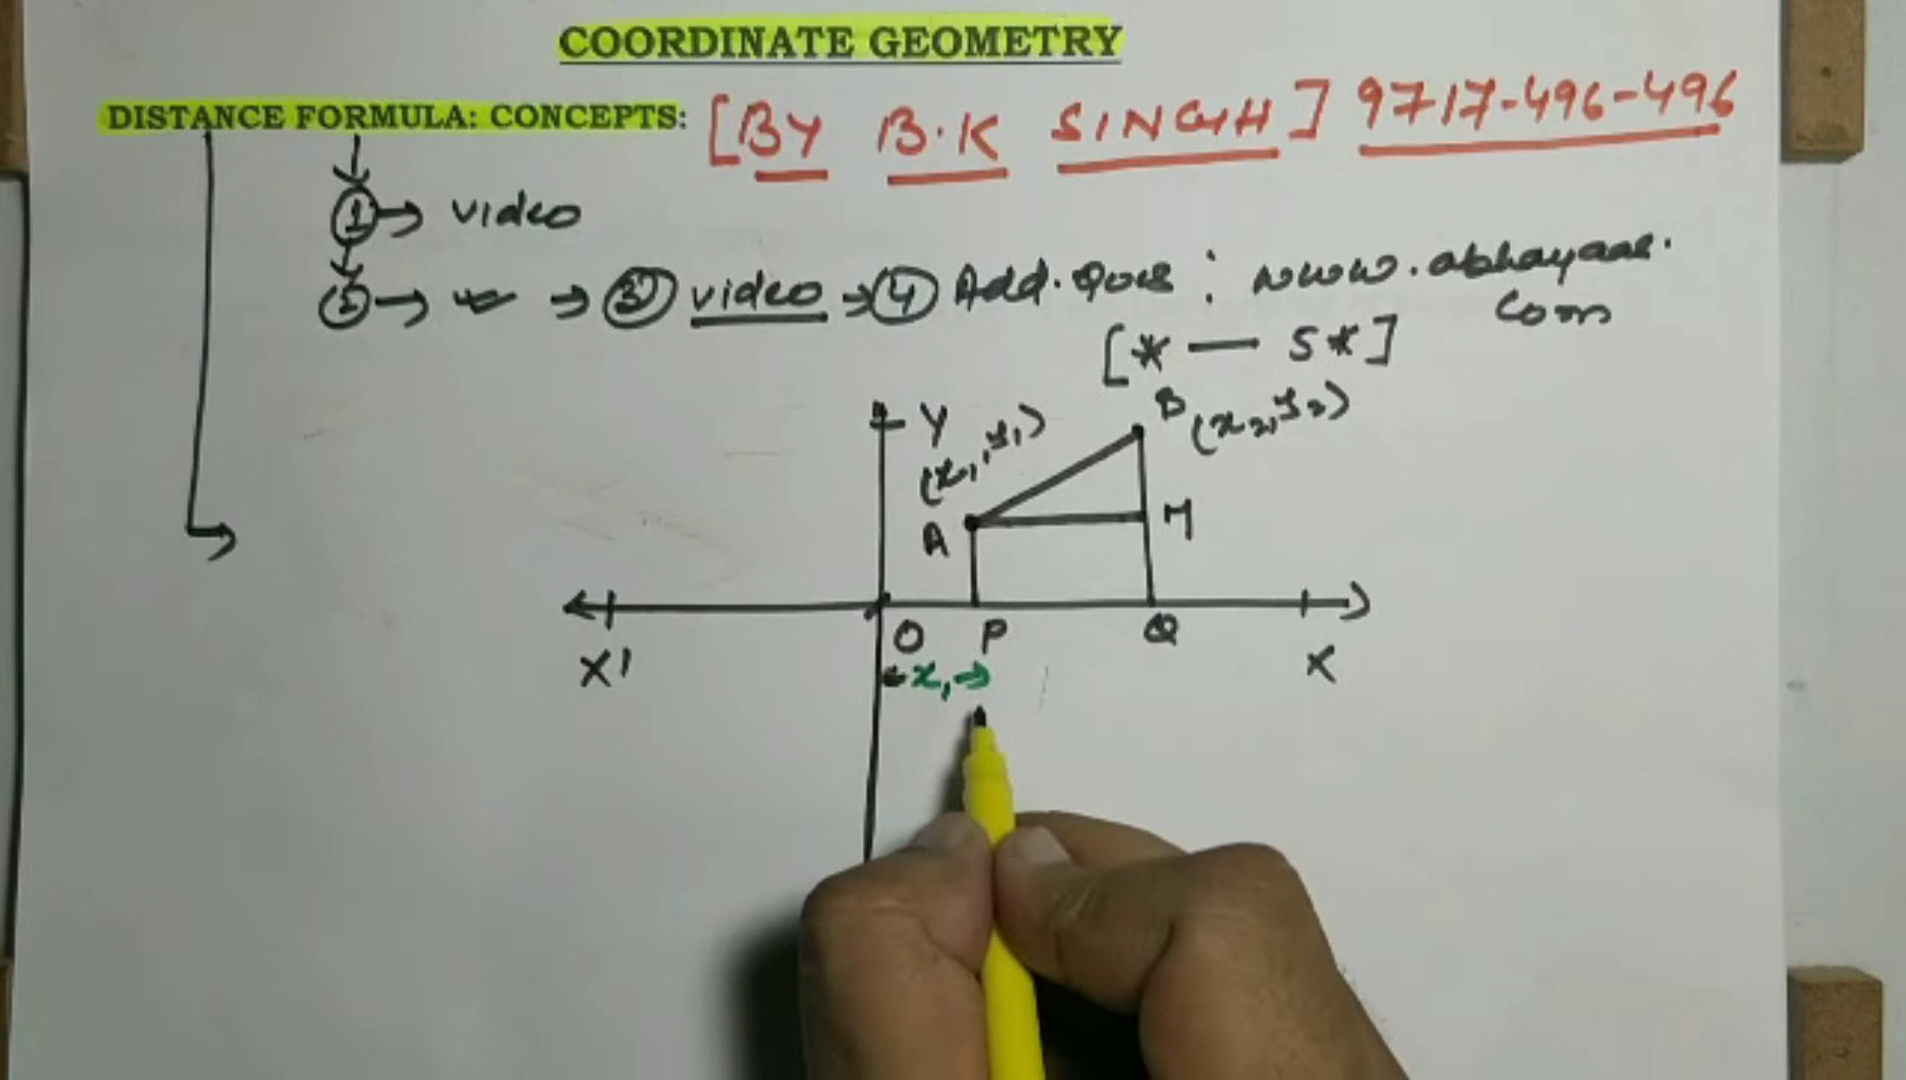 COORDINATE GEOMETRY
DISTANCE FORMULA: CONCEPTS: [BY B.K SINGH] 9717-496-496
1 → video
2 → → 3 video → 4 Add. Ques : www.abhayaas.
com
[* — S*]
Y
(x₁, y₁)
B (x₂, y₂)
A
M
O P Q
X' X
x₁